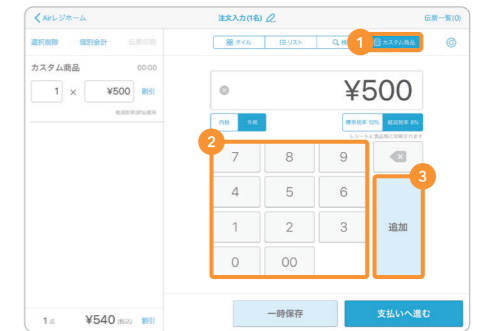 Airレジホーム
注文入力(1名)
伝票一覧(0)
選択削除 個別会計 伝票印刷
タイル リスト カスタム商品
1
カスタム商品 00:00
1 × ¥500 割引
¥500
内税 外税
標準税率 10% 軽減税率 8%
2
7 8 9
4 5 6
1 2 3
0 00
3
追加
1点 ¥540 (税込) 割引
一時保存
支払いへ進む